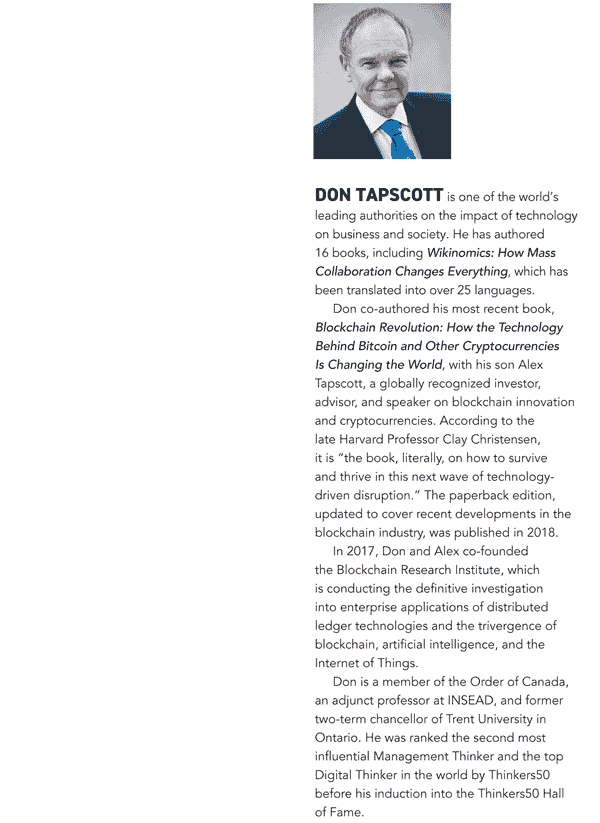 DON TAPSCOTT is one of the world’s
leading authorities on the impact of technology
on business and society. He has authored
16 books, including Wikinomics: How Mass
Collaboration Changes Everything, which has
been translated into over 25 languages.
Don co-authored his most recent book,
Blockchain Revolution: How the Technology
Behind Bitcoin and Other Cryptocurrencies
Is Changing the World, with his son Alex
Tapscott, a globally recognized investor,
advisor, and speaker on blockchain innovation
and cryptocurrencies. According to the
late Harvard Professor Clay Christensen,
it is “the book, literally, on how to survive
and thrive in this next wave of technology-
driven disruption.” The paperback edition,
updated to cover recent developments in the
blockchain industry, was published in 2018.
In 2017, Don and Alex co-founded
the Blockchain Research Institute, which
is conducting the definitive investigation
into enterprise applications of distributed
ledger technologies and the trivergence of
blockchain, artificial intelligence, and the
Internet of Things.
Don is a member of the Order of Canada,
an adjunct professor at INSEAD, and former
two-term chancellor of Trent University in
Ontario. He was ranked the second most
influential Management Thinker and the top
Digital Thinker in the world by Thinkers50
before his induction into the Thinkers50 Hall
of Fame.